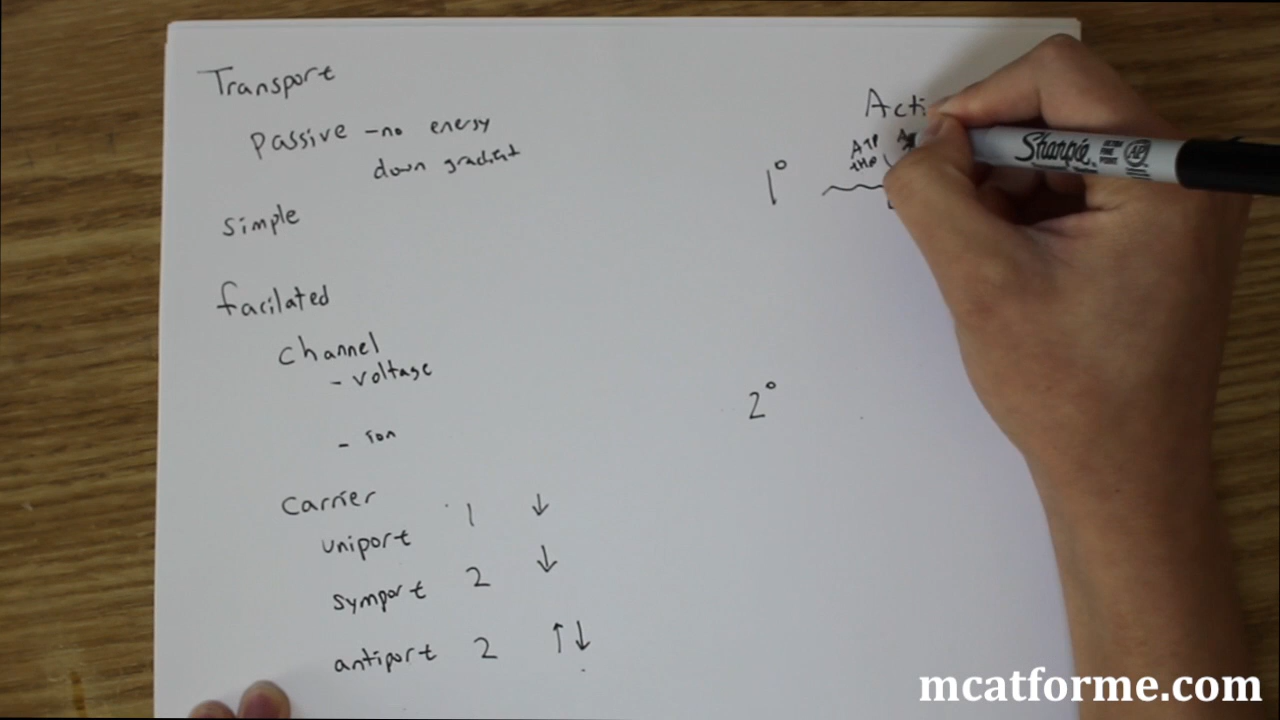 Transport
Passive - no energy
down gradient
simple
facilated
channel
- voltage
- ion
Carrier
uniport 1 ↓
symport 2 ↓
antiport 2 ↑↓
Acti
ATP
1°
2°
Sharpie
AP
mcatforme.com